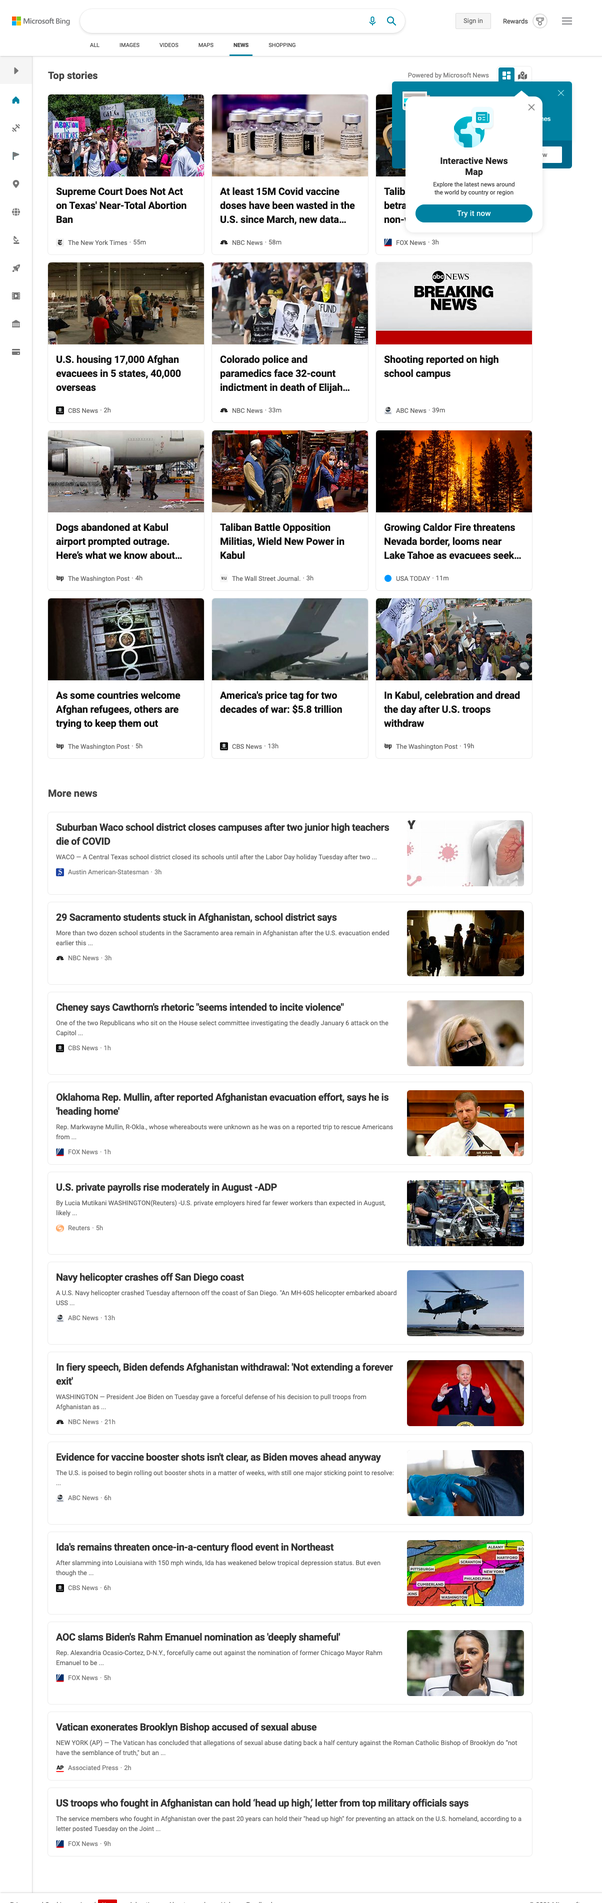 Microsoft Bing
Sign in
Rewards
ALL
IMAGES
VIDEOS
MAPS
NEWS
SHOPPING
Top stories
Powered by Microsoft News
Interactive News
Map
Explore the latest news around
the world by country or region
Try it now
Supreme Court Does Not Act
on Texas' Near-Total Abortion
Ban
The New York Times · 55m
At least 15M Covid vaccine
doses have been wasted in the
U.S. since March, new data...
NBC News · 58m
Talib
betra
non-
FOX News · 3h
U.S. housing 17,000 Afghan
evacuees in 5 states, 40,000
overseas
CBS News · 2h
FUND
Colorado police and
paramedics face 32-count
indictment in death of Elijah...
NBC News · 33m
abc NEWS
BREAKING
NEWS
Shooting reported on high
school campus
ABC News · 39m
Dogs abandoned at Kabul
airport prompted outrage.
Here's what we know about...
The Washington Post · 4h
Taliban Battle Opposition
Militias, Wield New Power in
Kabul
The Wall Street Journal. · 3h
Growing Caldor Fire threatens
Nevada border, looms near
Lake Tahoe as evacuees seek...
USA TODAY · 11m
As some countries welcome
Afghan refugees, others are
trying to keep them out
The Washington Post · 5h
America's price tag for two
decades of war: $5.8 trillion
CBS News · 13h
In Kabul, celebration and dread
the day after U.S. troops
withdraw
The Washington Post · 19h
More news
Suburban Waco school district closes campuses after two junior high teachers
die of COVID
WACO — A Central Texas school district closed its schools until after the Labor Day holiday Tuesday after two ...
Austin American-Statesman · 3h
29 Sacramento students stuck in Afghanistan, school district says
More than two dozen school students in the Sacramento area remain in Afghanistan after the U.S. evacuation ended
earlier this ...
NBC News · 3h
Cheney says Cawthorn's rhetoric "seems intended to incite violence"
One of the two Republicans who sit on the House select committee investigating the deadly January 6 attack on the
Capitol ...
CBS News · 1h
Oklahoma Rep. Mullin, after reported Afghanistan evacuation effort, says he is
'heading home'
Rep. Markwayne Mullin, R-Okla., whose whereabouts were unknown as he was on a reported trip to rescue Americans
from ...
FOX News · 1h
U.S. private payrolls rise moderately in August -ADP
By Lucia Mutikani WASHINGTON(Reuters) -U.S. private employers hired far fewer workers than expected in August,
likely ...
Reuters · 5h
Navy helicopter crashes off San Diego coast
A U.S. Navy helicopter crashed Tuesday afternoon off the coast of San Diego. "An MH-60S helicopter embarked aboard
USS ...
ABC News · 13h
In fiery speech, Biden defends Afghanistan withdrawal: 'Not extending a forever
exit'
WASHINGTON — President Joe Biden on Tuesday gave a forceful defense of his decision to pull troops from
Afghanistan as ...
NBC News · 21h
Evidence for vaccine booster shots isn't clear, as Biden moves ahead anyway
The U.S. is poised to begin rolling out booster shots in a matter of weeks, with still one major sticking point to resolve:
...
ABC News · 6h
Ida's remains threaten once-in-a-century flood event in Northeast
After slamming into Louisiana with 150 mph winds, Ida has weakened below tropical depression status. But even
though the ...
CBS News · 6h
ALBANY
HARTFORD
SCRANTON
PITTSBURGH
NEW YORK
PHILADELPHIA
CUMBERLAND
WASHINGTON
AOC slams Biden's Rahm Emanuel nomination as 'deeply shameful'
Rep. Alexandria Ocasio-Cortez, D-N.Y., forcefully came out against the nomination of former Chicago Mayor Rahm
Emanuel to be ...
FOX News · 5h
Vatican exonerates Brooklyn Bishop accused of sexual abuse
NEW YORK (AP) — The Vatican has concluded that allegations of sexual abuse dating back a half century against the Roman Catholic Bishop of Brooklyn do "not
have the semblance of truth," but an ...
Associated Press · 2h
US troops who fought in Afghanistan can hold 'head up high,' letter from top military officials says
The service members who fought in Afghanistan over the past 20 years can hold their "head up high" for preventing an attack on the U.S. homeland, according to a
letter posted Tuesday on the Joint ...
FOX News · 9h